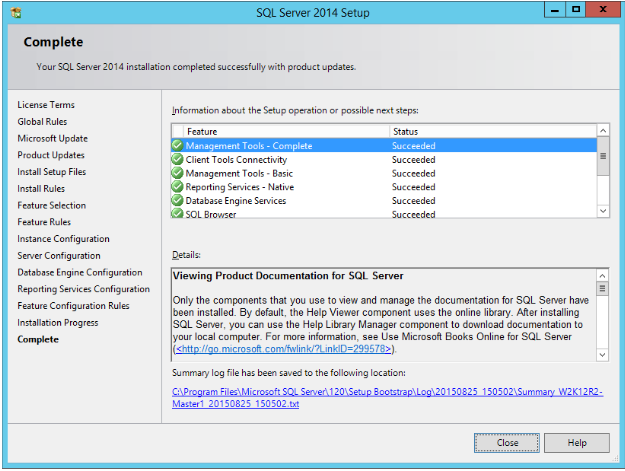 SQL Server 2014 Setup
Complete
Your SQL Server 2014 installation completed successfully with product updates.
License Terms
Global Rules
Microsoft Update
Product Updates
Install Setup Files
Install Rules
Feature Selection
Feature Rules
Instance Configuration
Server Configuration
Database Engine Configuration
Reporting Services Configuration
Feature Configuration Rules
Installation Progress
Complete
Information about the Setup operation or possible next steps:
Feature Status
Management Tools - Complete Succeeded
Client Tools Connectivity Succeeded
Management Tools - Basic Succeeded
Reporting Services - Native Succeeded
Database Engine Services Succeeded
SQL Browser Succeeded
Details:
Viewing Product Documentation for SQL Server
Only the components that you use to view and manage the documentation for SQL Server have
been installed. By default, the Help Viewer component uses the online library. After installing
SQL Server, you can use the Help Library Manager component to download documentation to
your local computer. For more information, see Use Microsoft Books Online for SQL Server
(<http://go.microsoft.com/fwlink/?LinkID=299578>).
Summary log file has been saved to the following location:
C:\Program Files\Microsoft SQL Server\120\Setup Bootstrap\Log\20150825_150502\Summary_W2K12R2-
Master1_20150825_150502.txt
Close Help